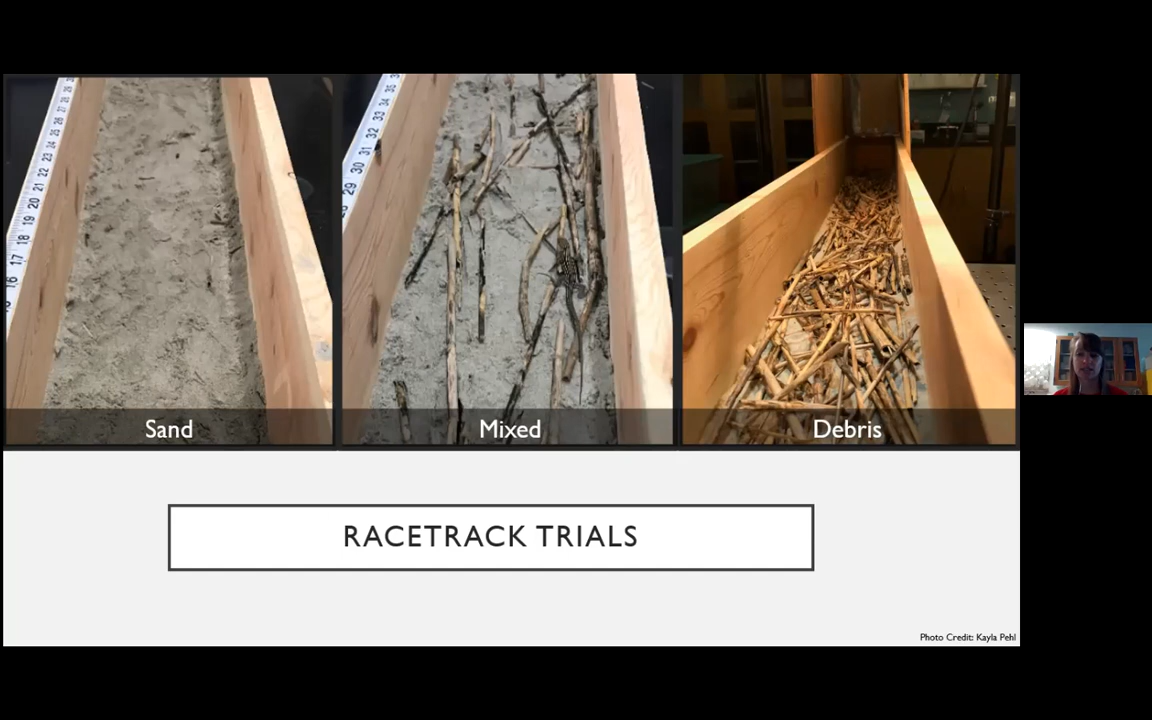 Sand
Mixed
Debris
RACETRACK TRIALS
Photo Credit: Kayla Pehl